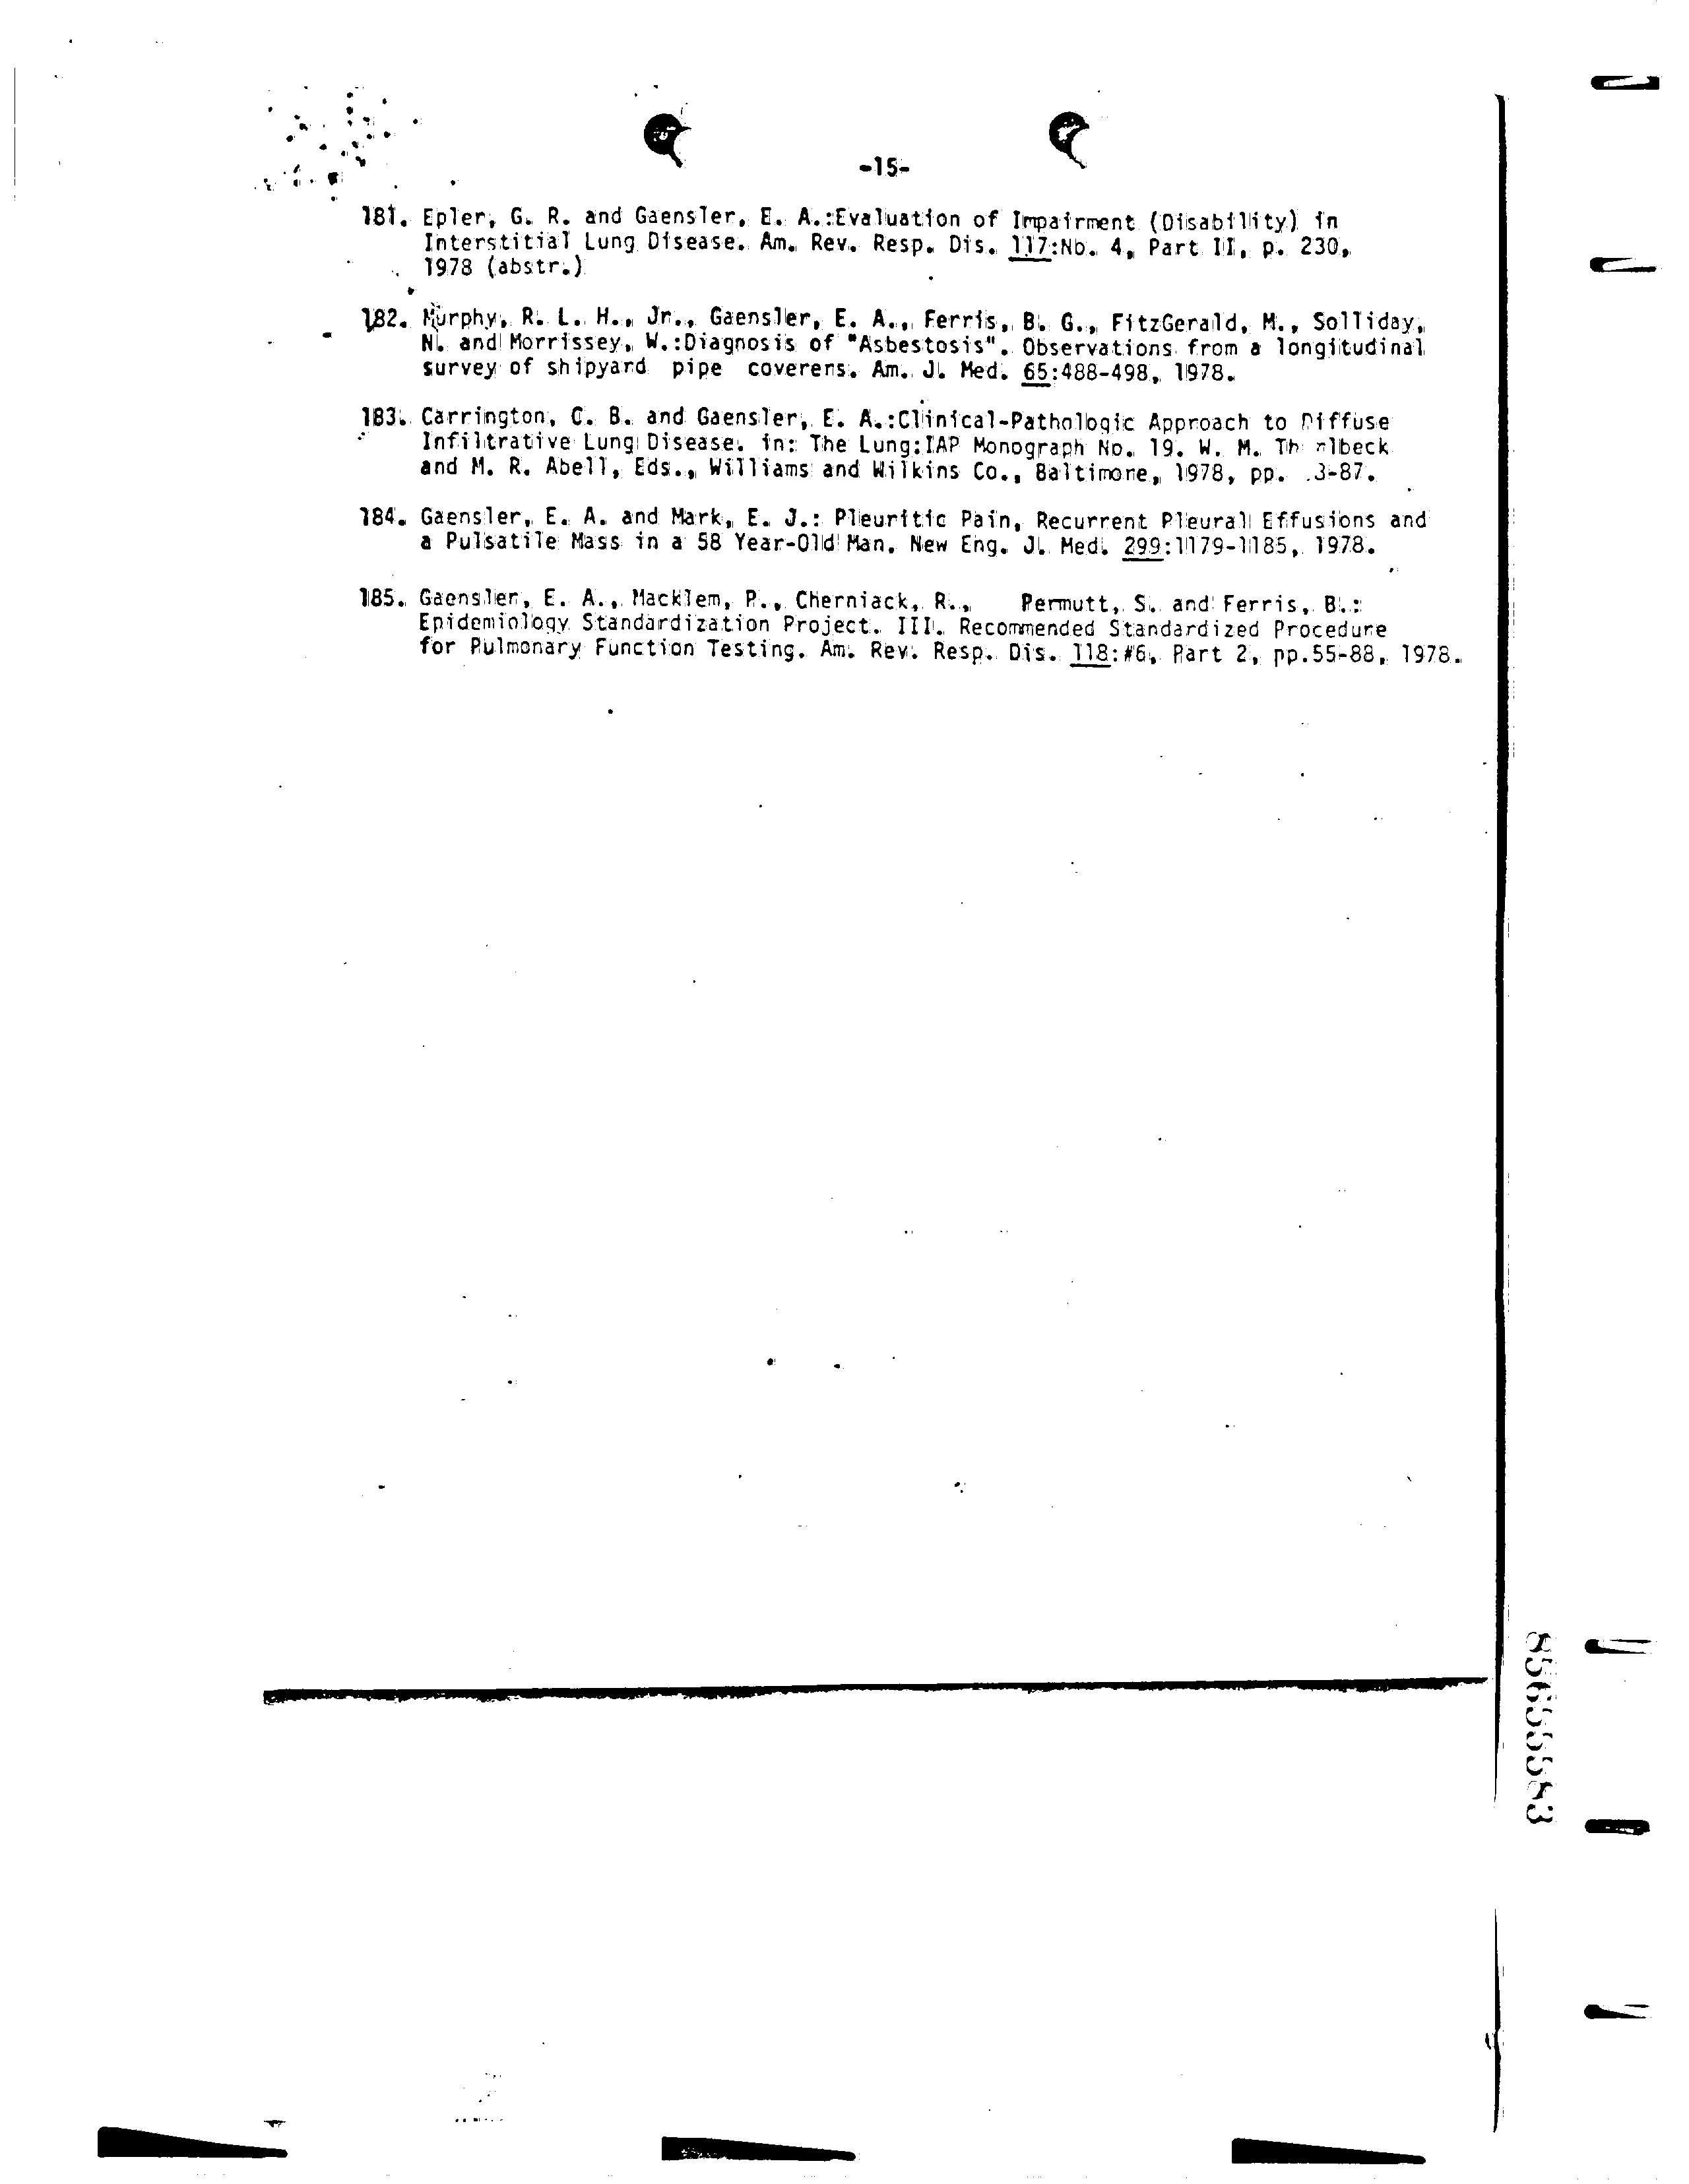 -15-
181. Epler, G. R. and Gaensler, E. A.:Evaluation of Impairment (Disability) in
Interstitial Lung Disease. Am. Rev. Resp. Dis. 117:No. 4, Part II, p. 230,
1978 (abstr.)
182. Murphy, R. L. H., Jr., Gaensler, E. A., Ferris, B. G., FitzGerald, M., Solliday,
N. and Morrissey, W.:Diagnosis of "Asbestosis". Observations from a longitudinal
survey of shipyard pipe coverers. Am. J. Med. 65:488-498, 1978.
183. Carrington, C. B. and Gaensler, E. A.:Clinical-Pathologic Approach to Diffuse
Infiltrative Lung Disease. in: The Lung:IAP Monograph No. 19. W. M.
and M. R. Abell, Eds., Williams and Wilkins Co., Baltimore, 1978, pp.
184. Gaensler, E. A. and Mark, E. J.: Pleuritic Pain, Recurrent Pleural Effusions and
a Pulsatile Mass in a 58 Year-Old Man. New Eng. J. Med. 299:1179-1185, 1978.
185. Gaensler, E. A., Macklem, P., Cherniack, R., Permutt, S. and Ferris, B.:
Epidemiology Standardization Project. III. Recommended Standardized Procedure
for Pulmonary Function Testing. Am. Rev. Resp. Dis. 118:#6, Part 2, pp.55-88, 1978.
85655583